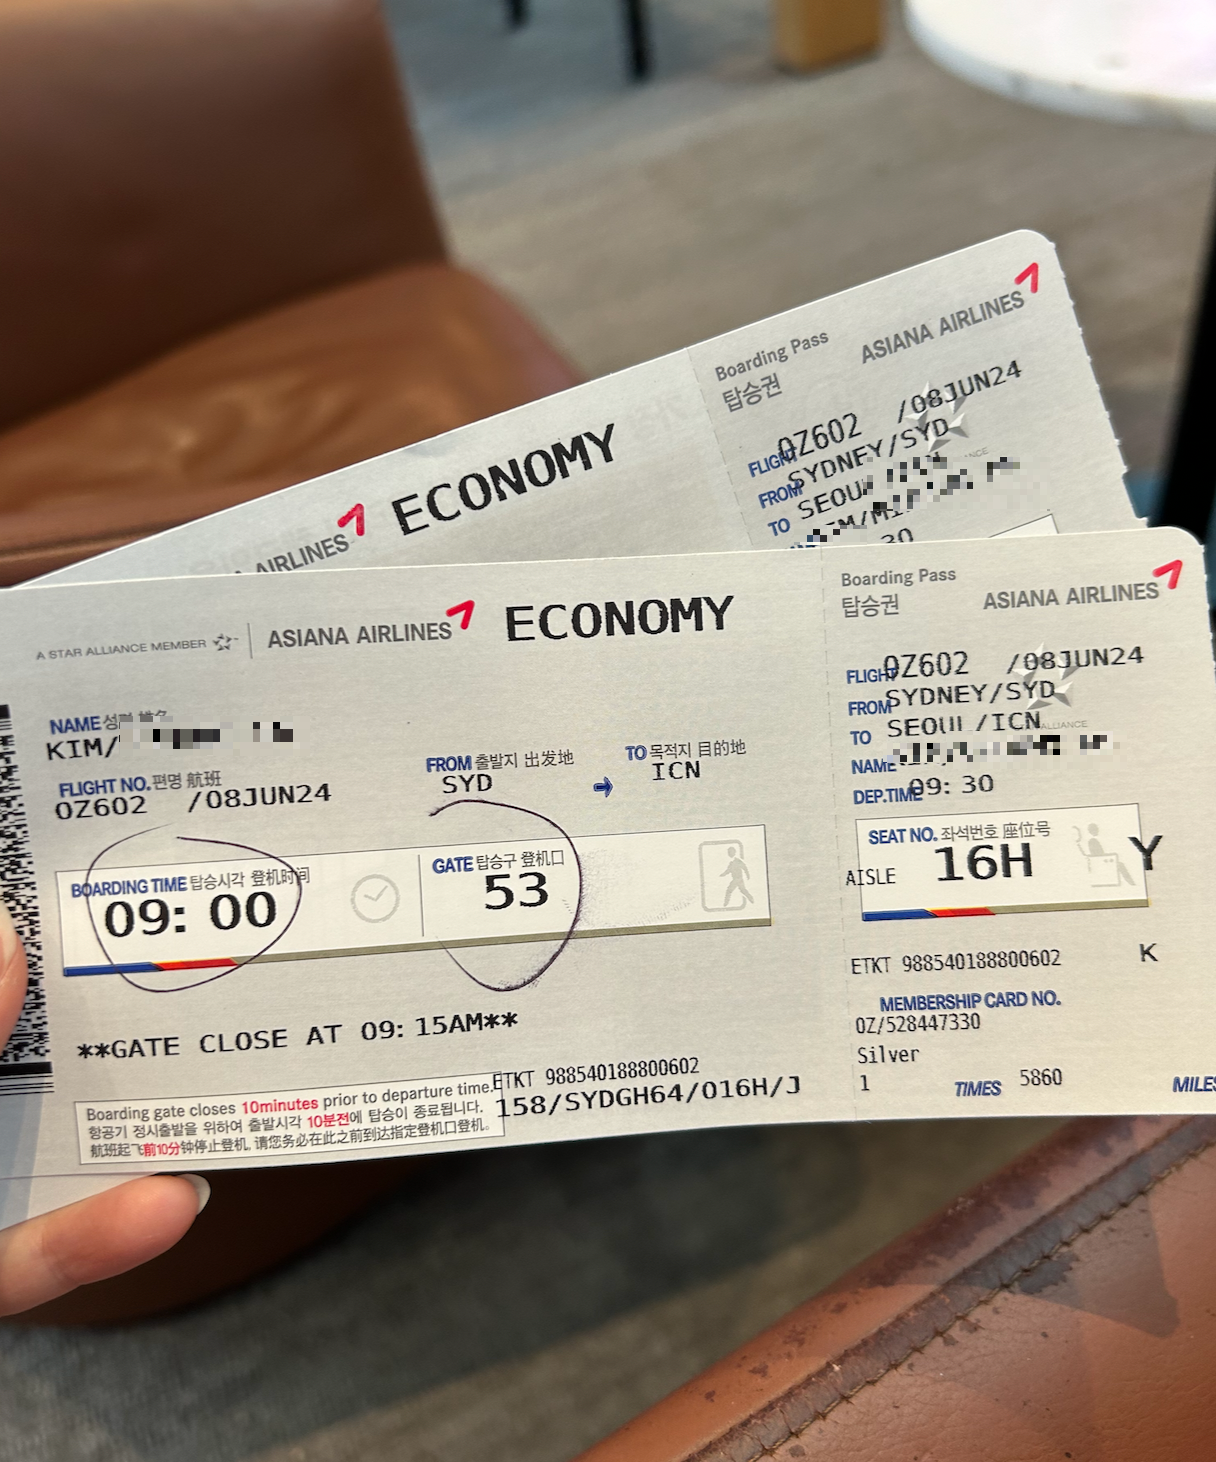 Boarding Pass
탑승권
ASIANA AIRLINES
AIRLINES
ECONOMY
FLIGHT OZ602 /08JUN24
FROM SYDNEY/SYD
TO SEOUL
30
A STAR ALLIANCE MEMBER
ASIANA AIRLINES
ECONOMY
NAME
KIM/
FLIGHT NO. 편명 航班
OZ602 /08JUN24
FROM 출발지 出发地
SYD
TO 목적지 目的地
ICN
BOARDING TIME 탑승시각 登机时间
09:00
GATE 탑승구 登机口
53
**GATE CLOSE AT 09:15AM**
Boarding gate closes 10minutes prior to departure time.
항공기 정시출발을 위하여 출발시각 10분전에 탑승이 종료됩니다.
航班起飞前10分钟停止登机, 请您务必在此之前到达指定登机口登机。
ETKT 988540188800602
158/SYDGH64/016H/J
Boarding Pass
탑승권
ASIANA AIRLINES
FLIGHT OZ602 /08JUN24
FROM SYDNEY/SYD
TO SEOUL /ICN
NAME
DEP.TIME 09:30
SEAT NO. 좌석번호 座位号
AISLE 16H Y
ETKT 988540188800602 K
MEMBERSHIP CARD NO.
OZ/528447330
Silver
1 TIMES 5860 MILES